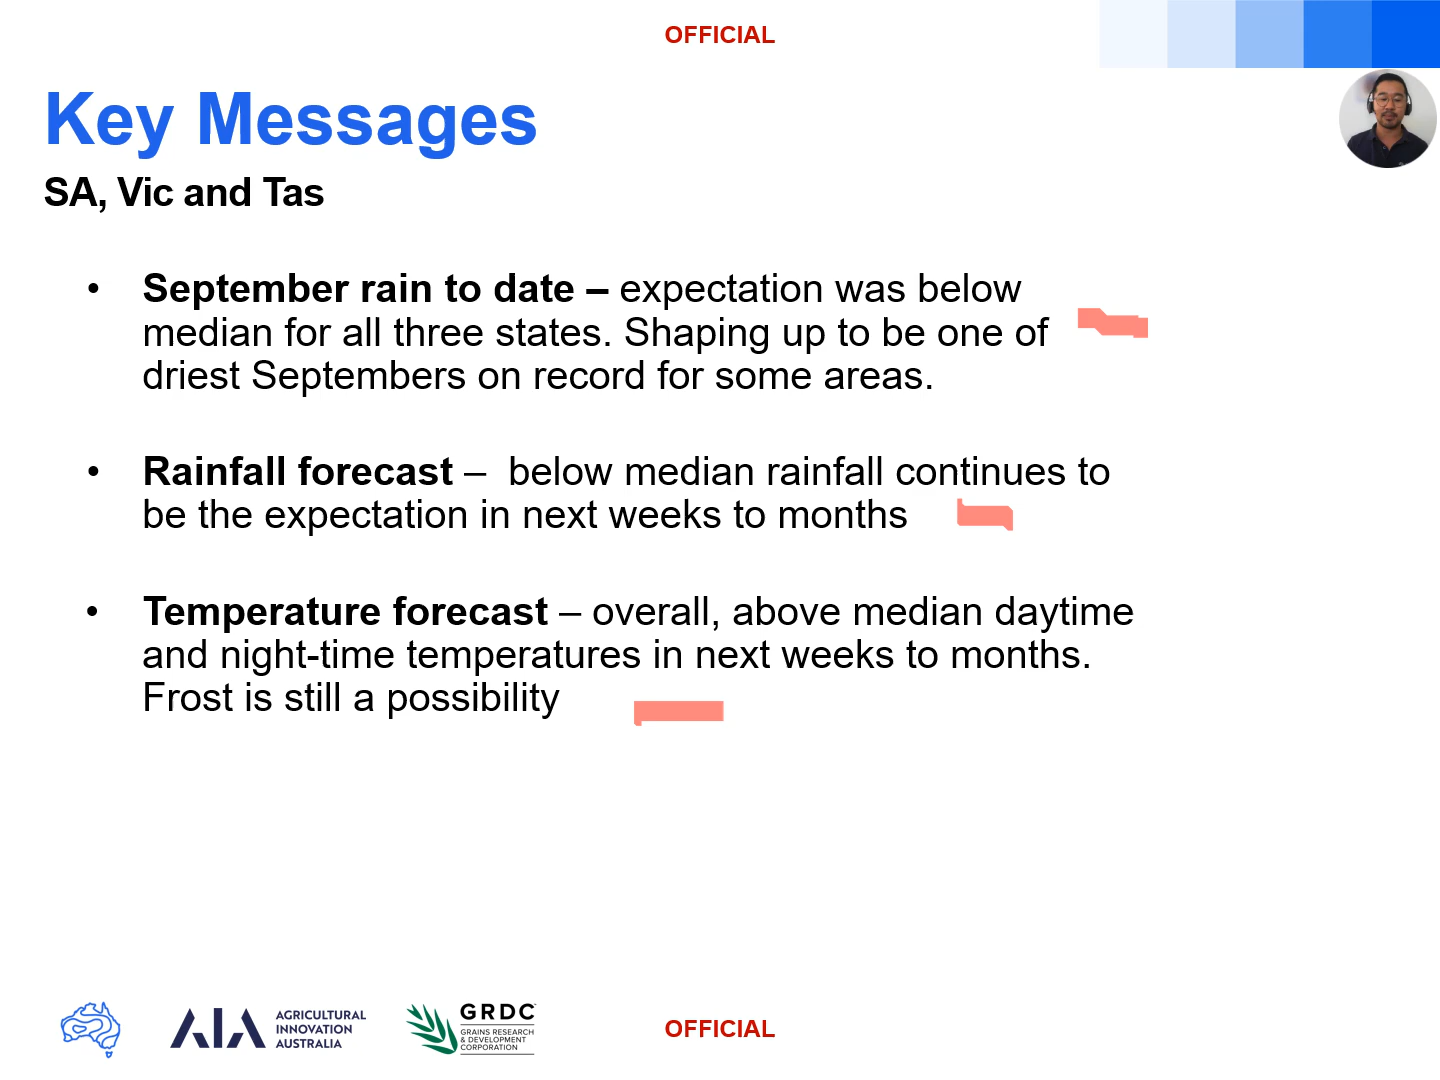 OFFICIAL
Key Messages
SA, Vic and Tas
• September rain to date – expectation was below
median for all three states. Shaping up to be one of
driest Septembers on record for some areas.
• Rainfall forecast – below median rainfall continues to
be the expectation in next weeks to months
• Temperature forecast – overall, above median daytime
and night-time temperatures in next weeks to months.
Frost is still a possibility
AIA
AGRICULTURAL
INNOVATION
AUSTRALIA
GRDC
GRAINS RESEARCH
& DEVELOPMENT
CORPORATION
OFFICIAL